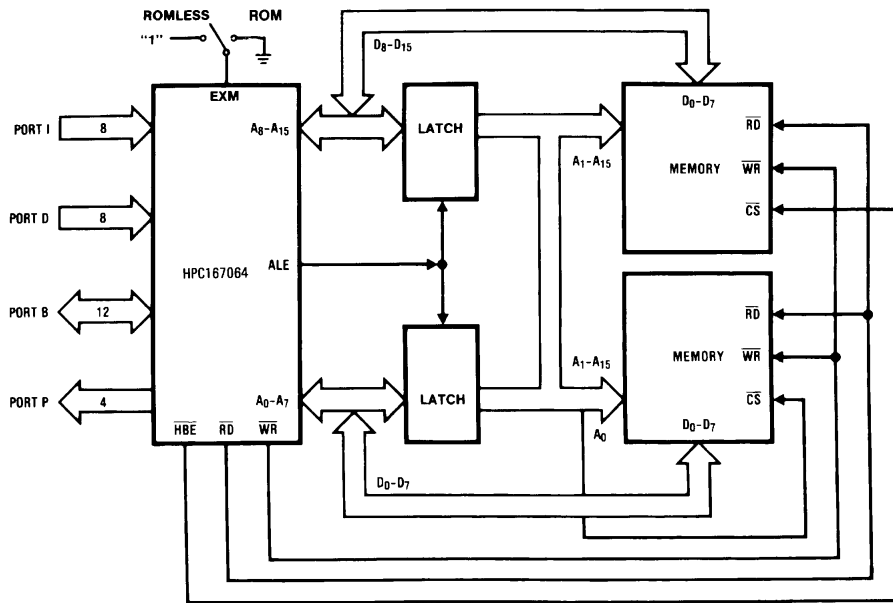 ROMLESS ROM
"1"
EXM
D8-D15
PORT I 8
A8-A15
LATCH
D0-D7
RD
A1-A15
MEMORY
WR
CS
PORT D 8
HPC167064
ALE
PORT B 12
RD
MEMORY
WR
A1-A15
PORT P 4
A0-A7
LATCH
CS
A0
D0-D7
HBE RD WR
D0-D7